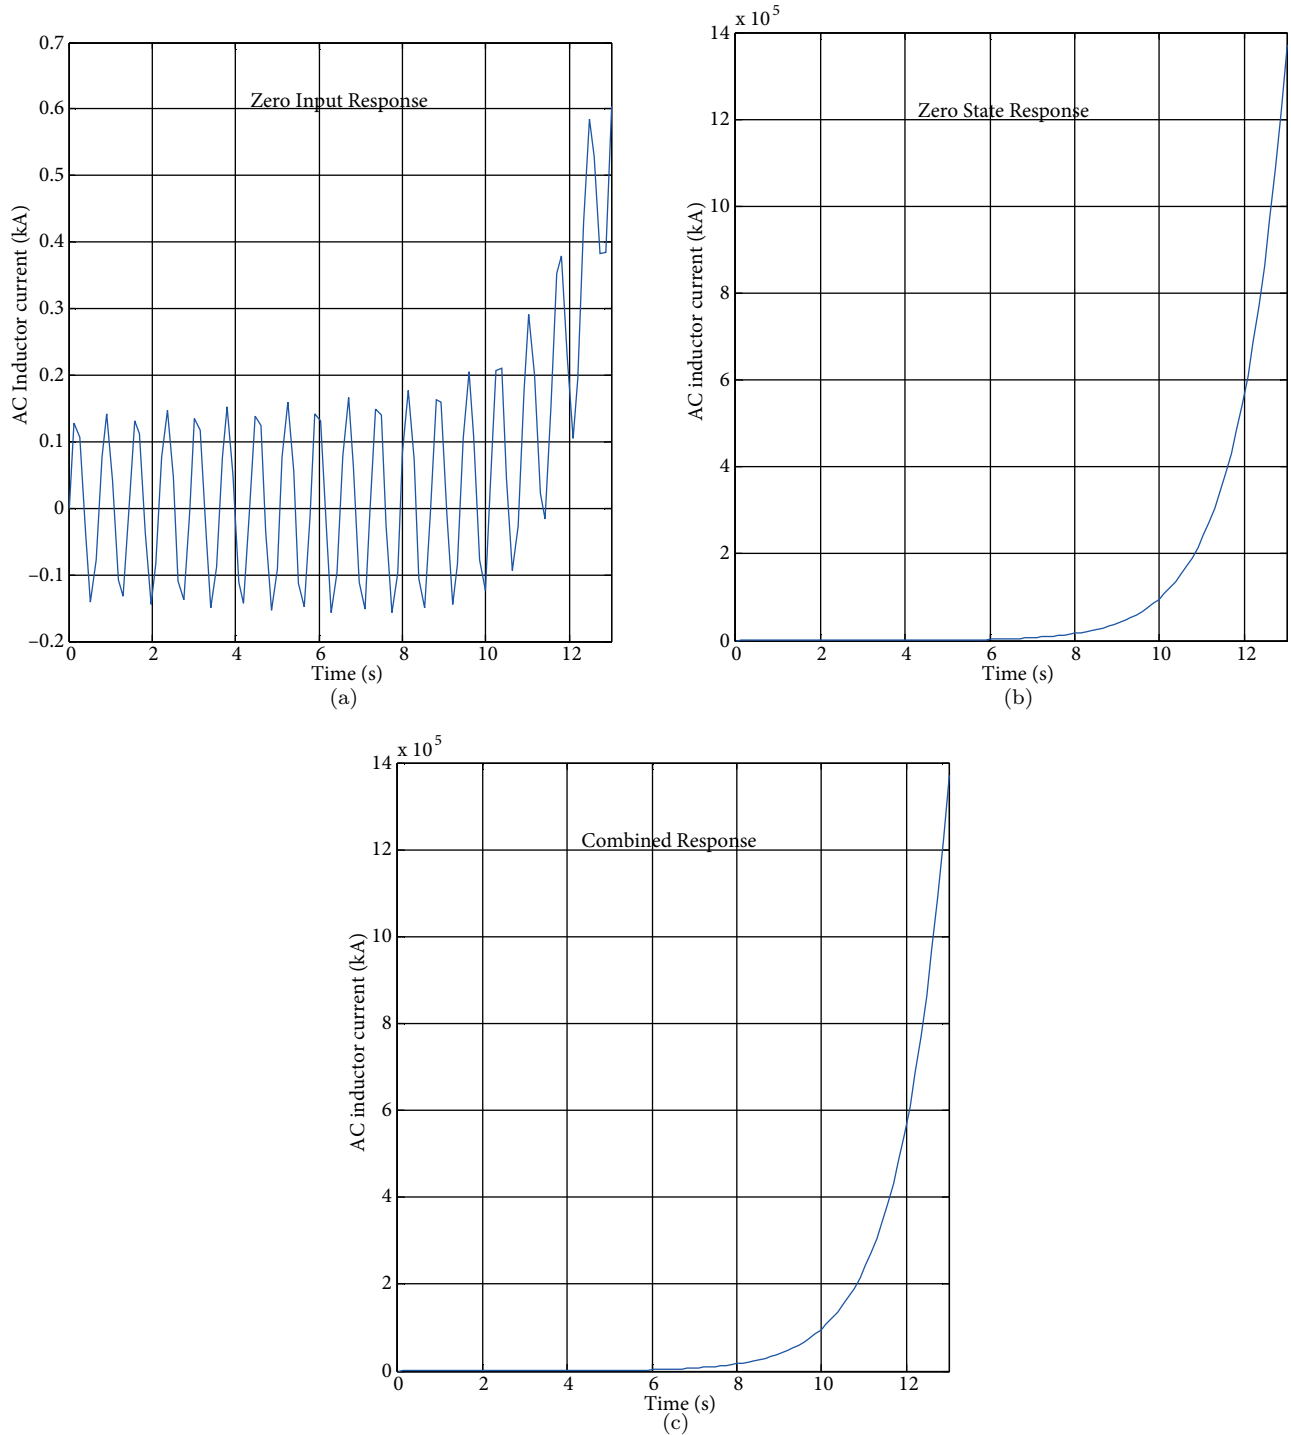 0.7
0.6
0.5
0.4
0.3
0.2
0.1
0
–0.1
–0.2
0 2 4 6 8 10 12
AC Inductor current (kA)
Zero Input Response
Time (s)
(a)
x 10^5
14
12
10
8
6
4
2
0
0 2 4 6 8 10 12
AC inductor current (kA)
Zero State Response
Time (s)
(b)
x 10^5
14
12
10
8
6
4
2
0
0 2 4 6 8 10 12
AC inductor current (kA)
Combined Response
Time (s)
(c)